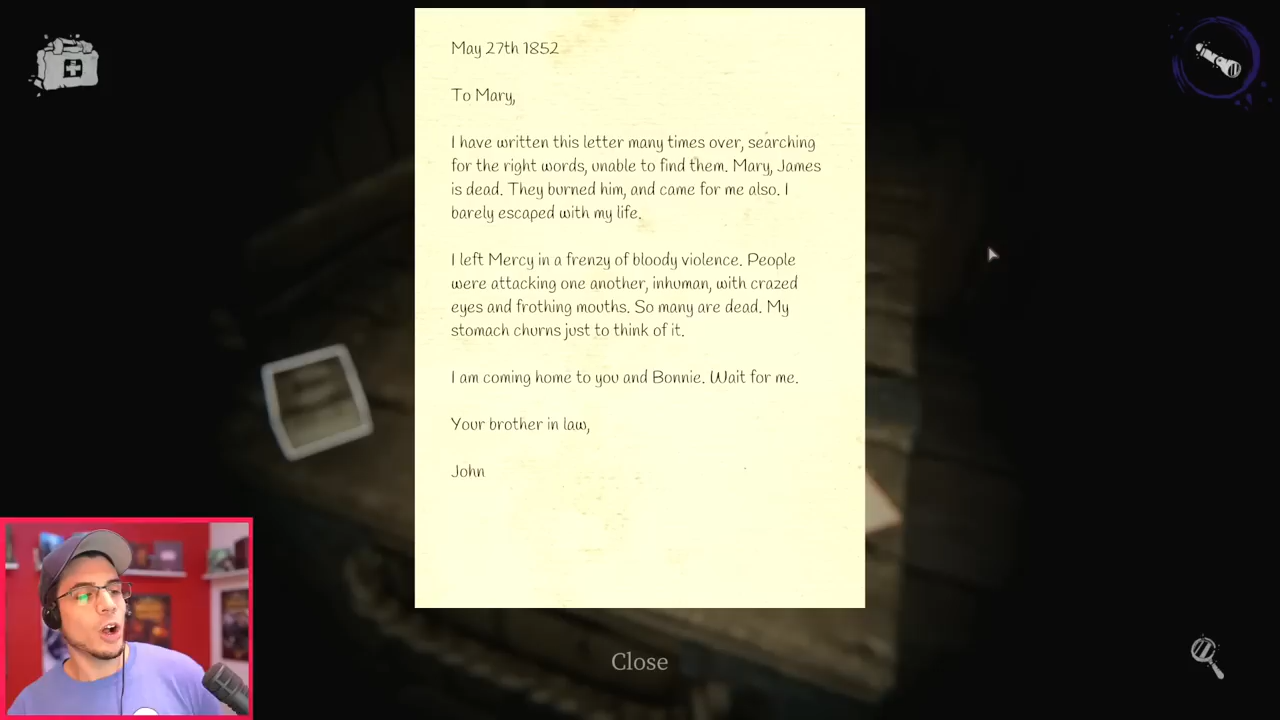 May 27th 1852
To Mary,
I have written this letter many times over, searching
for the right words, unable to find them. Mary, James
is dead. They burned him, and came for me also. I
barely escaped with my life.
I left Mercy in a frenzy of bloody violence. People
were attacking one another, inhuman, with crazed
eyes and frothing mouths. So many are dead. My
stomach churns just to think of it.
I am coming home to you and Bonnie. Wait for me.
Your brother in law,
John
Close